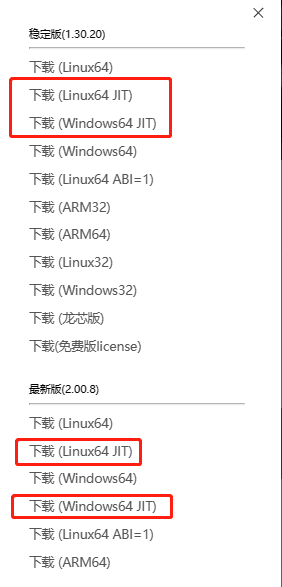 稳定版(1.30.20)
下载 (Linux64)
下载 (Linux64 JIT)
下载 (Windows64 JIT)
下载 (Windows64)
下载 (Linux64 ABI=1)
下载 (ARM32)
下载 (ARM64)
下载 (Linux32)
下载 (Windows32)
下载 (龙芯版)
下载(免费版license)
最新版(2.00.8)
下载 (Linux64)
下载 (Linux64 JIT)
下载 (Windows64)
下载 (Windows64 JIT)
下载 (Linux64 ABI=1)
下载 (ARM64)